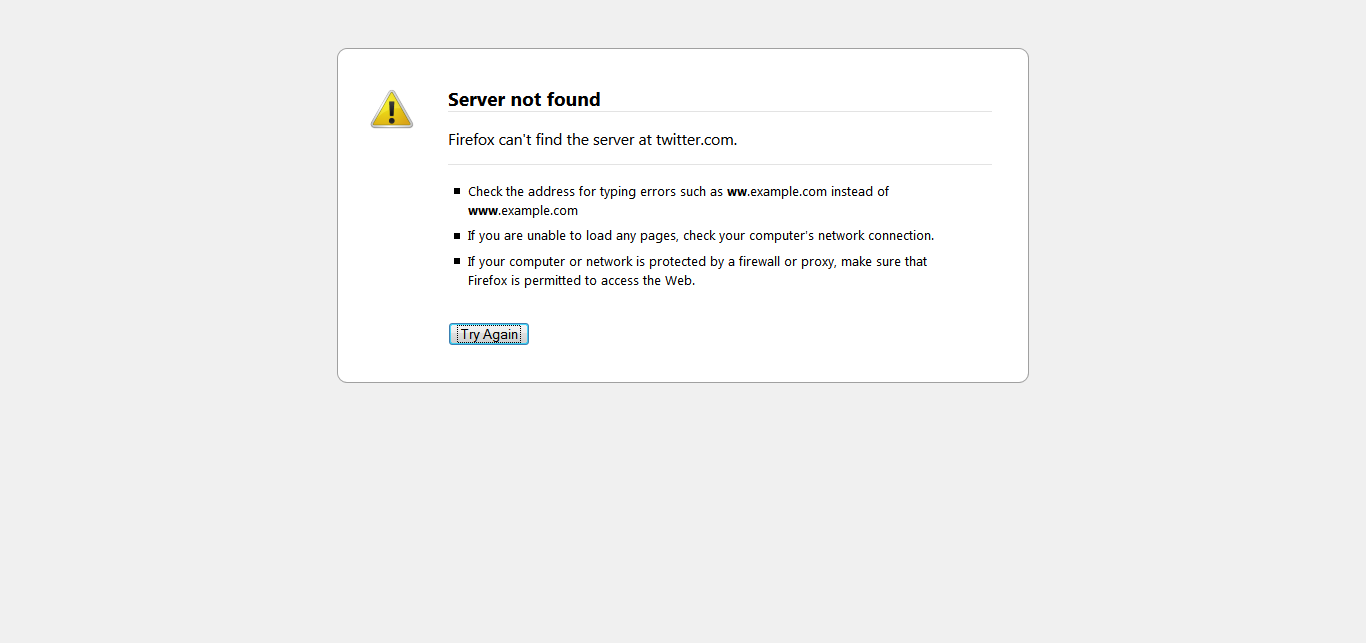 Server not found
Firefox can't find the server at twitter.com.
Check the address for typing errors such as ww.example.com instead of
www.example.com
If you are unable to load any pages, check your computer's network connection.
If your computer or network is protected by a firewall or proxy, make sure that
Firefox is permitted to access the Web.
Try Again